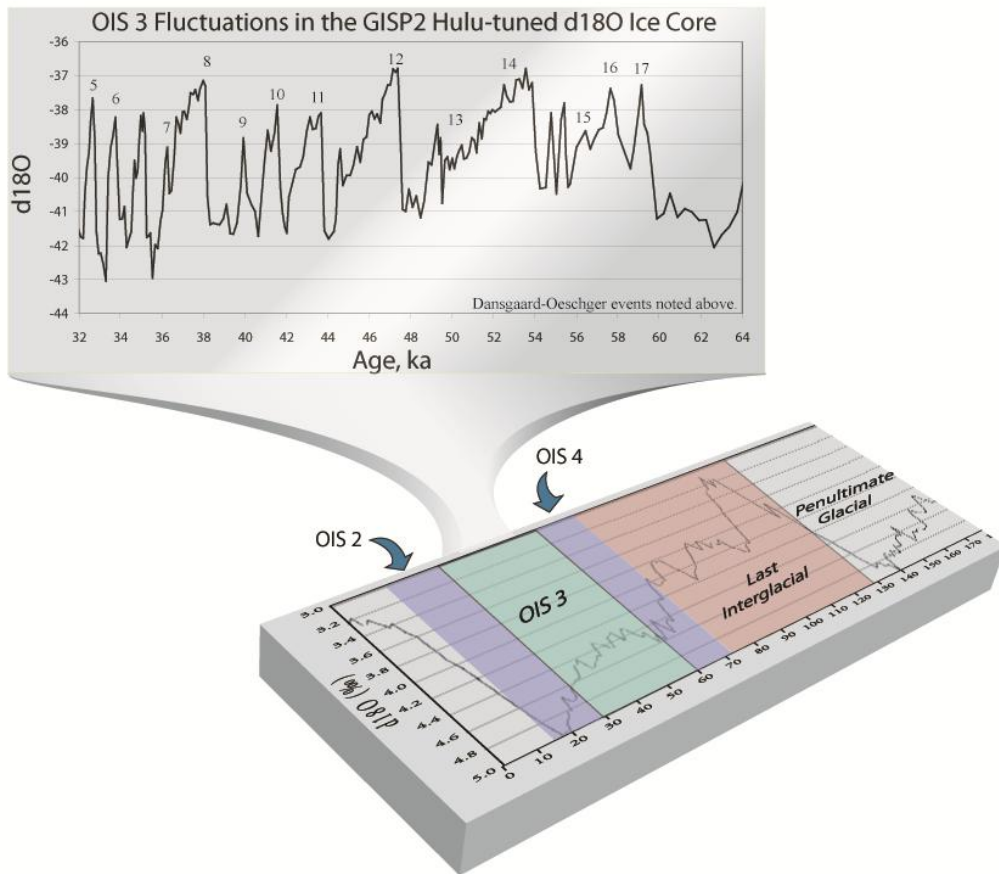 OIS 3 Fluctuations in the GISP2 Hulu-tuned d18O Ice Core
-36
-37
-38
-39
-40
-41
-42
-43
-44
d18O
5
6
7
8
9
10
11
12
13
14
15
16
17
Dansgaard-Oeschger events noted above.
32 34 36 38 40 42 44 46 48 50 52 54 56 58 60 62 64
Age, ka
OIS 4
OIS 2
OIS 3
Last
Interglacial
Penultimate
Glacial
3.0
3.2
3.4
3.6
3.8
4.0
4.2
4.4
4.6
4.8
5.0
d18O (‰)
0 10 20 30 40 50 60 70 80 90 100 110 120 130 140 150 160 170